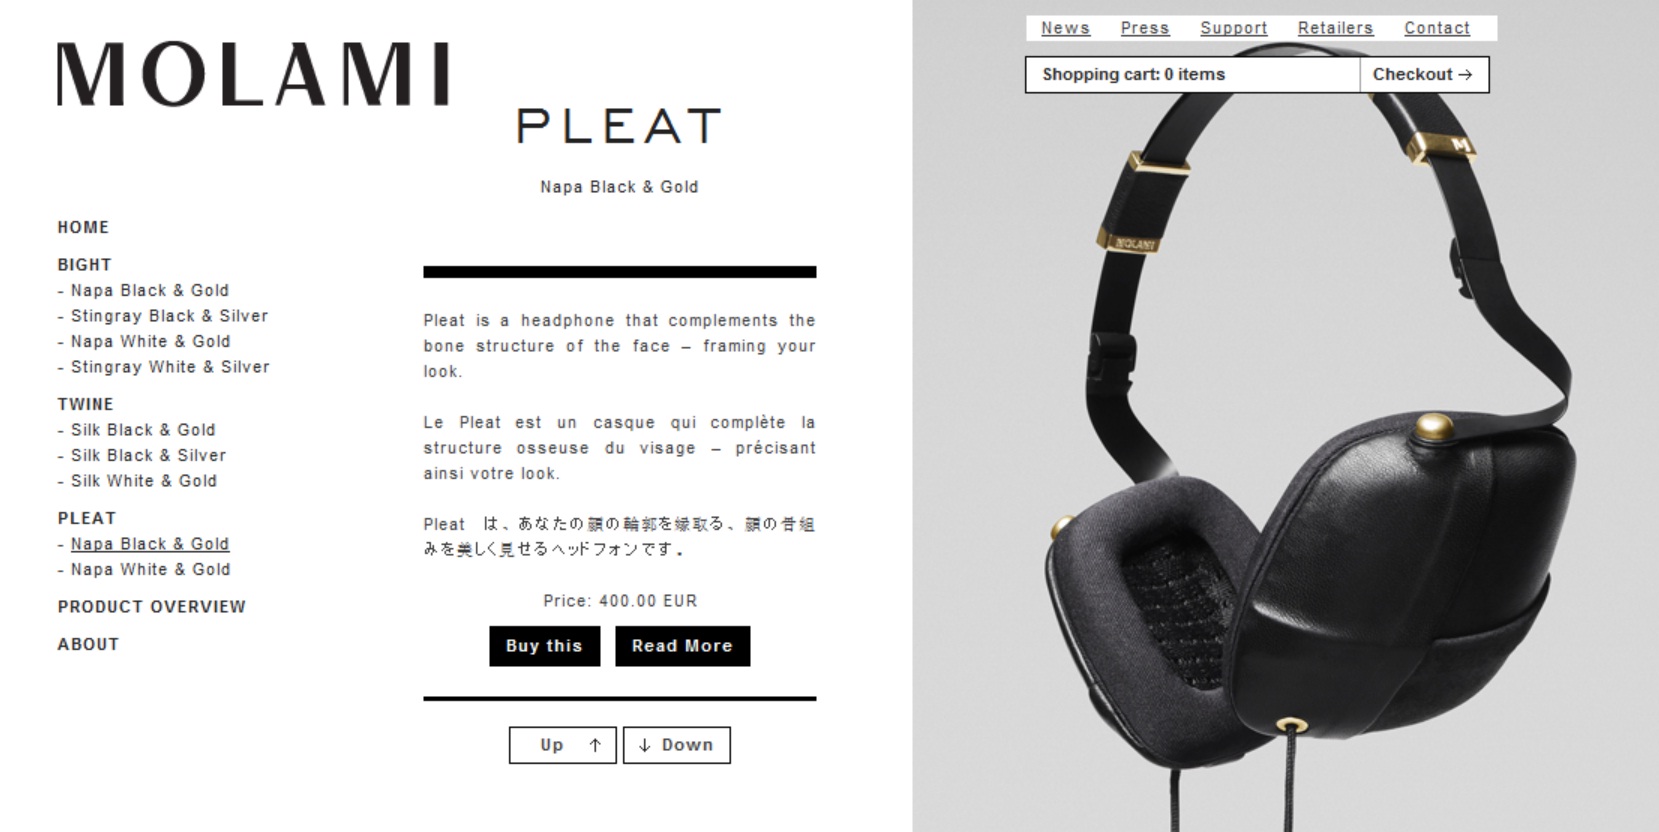 MOLAMI
PLEAT
Napa Black & Gold
HOME
BIGHT
- Napa Black & Gold
- Stingray Black & Silver
- Napa White & Gold
- Stingray White & Silver
TWINE
- Silk Black & Gold
- Silk Black & Silver
- Silk White & Gold
PLEAT
- Napa Black & Gold
- Napa White & Gold
PRODUCT OVERVIEW
ABOUT
Pleat is a headphone that complements the
bone structure of the face – framing your
look.
Le Pleat est un casque qui complète la
structure osseuse du visage – précisant
ainsi votre look.
Pleat は、あなたの顔の輪郭を縁取る、顔の骨組
みを美しく見せるヘッドフォンです.
Price: 400.00 EUR
Buy this
Read More
Up ↑
↓ Down
News Press Support Retailers Contact
Shopping cart: 0 items
Checkout →
M
MOLAMI